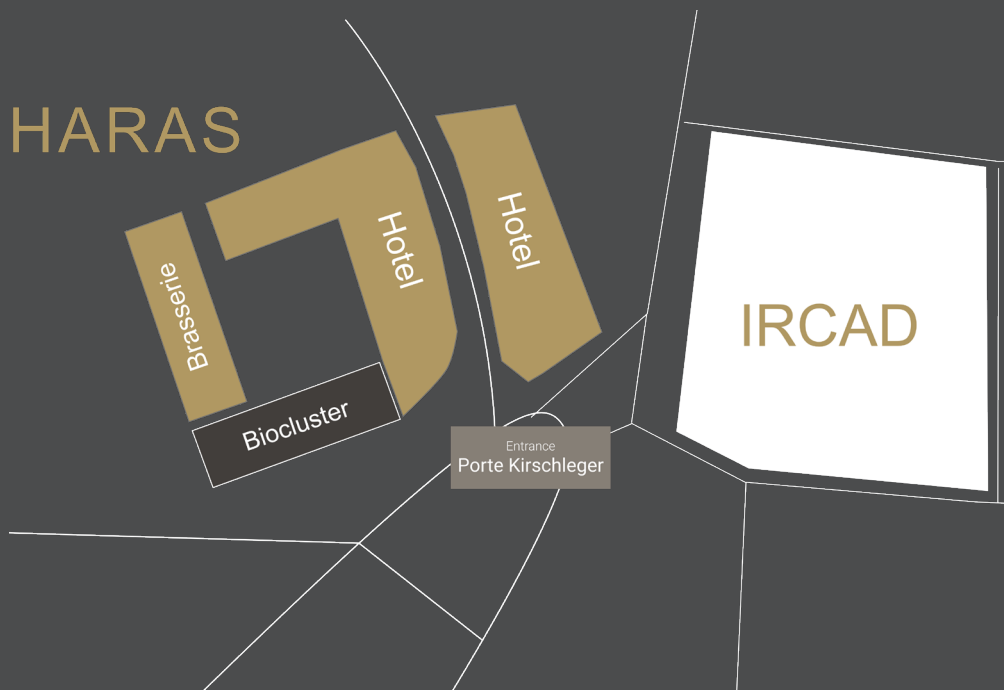 HARAS
Hotel
Hotel
Brasserie
IRCAD
Biocluster
Entrance
Porte Kirschleger